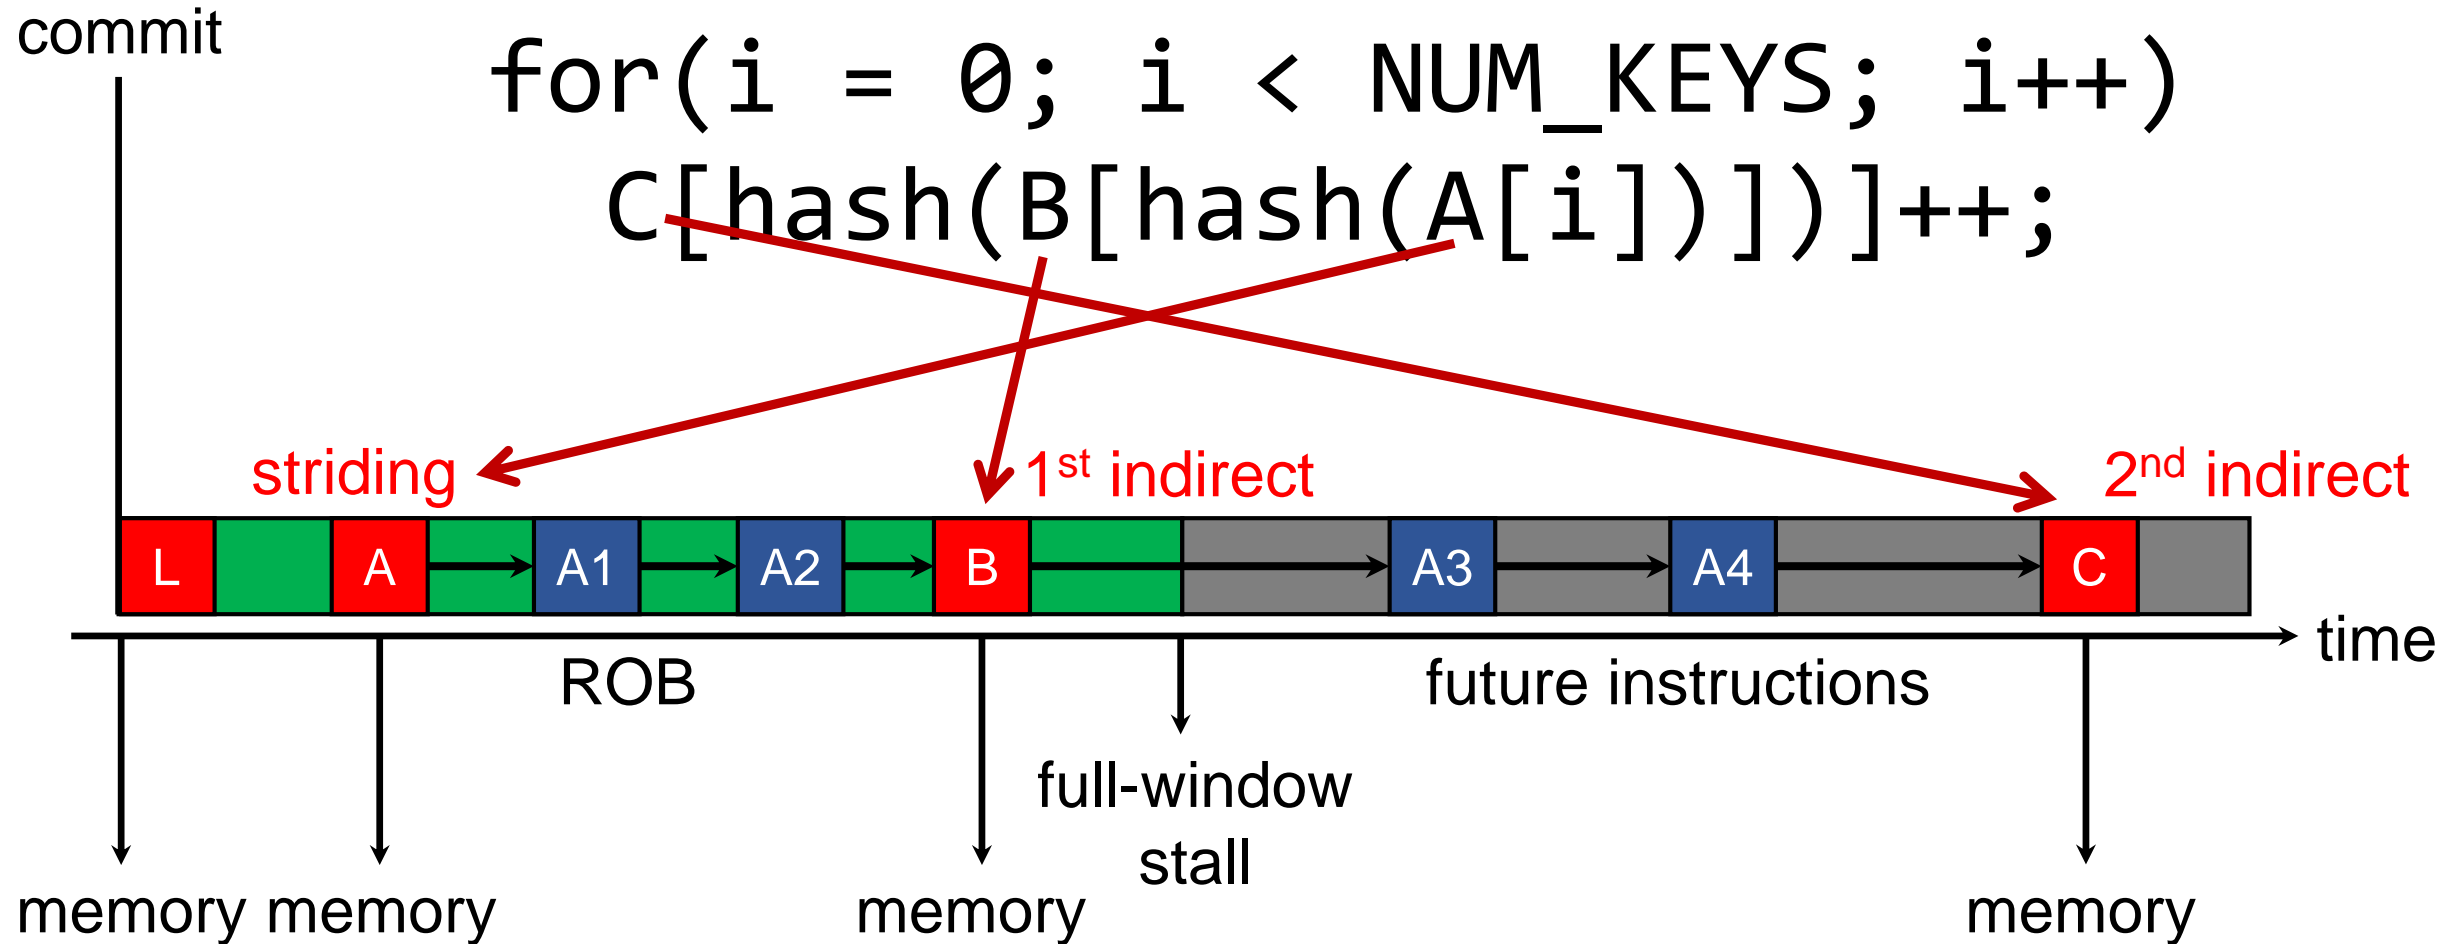 commit
for(i = 0; i < NUM_KEYS; i++)
C[hash(B[hash(A[i])])]++;
striding
1st indirect
2nd indirect
L A A1 A2 B A3 A4 C
time
ROB
future instructions
full-window
stall
memory memory memory memory